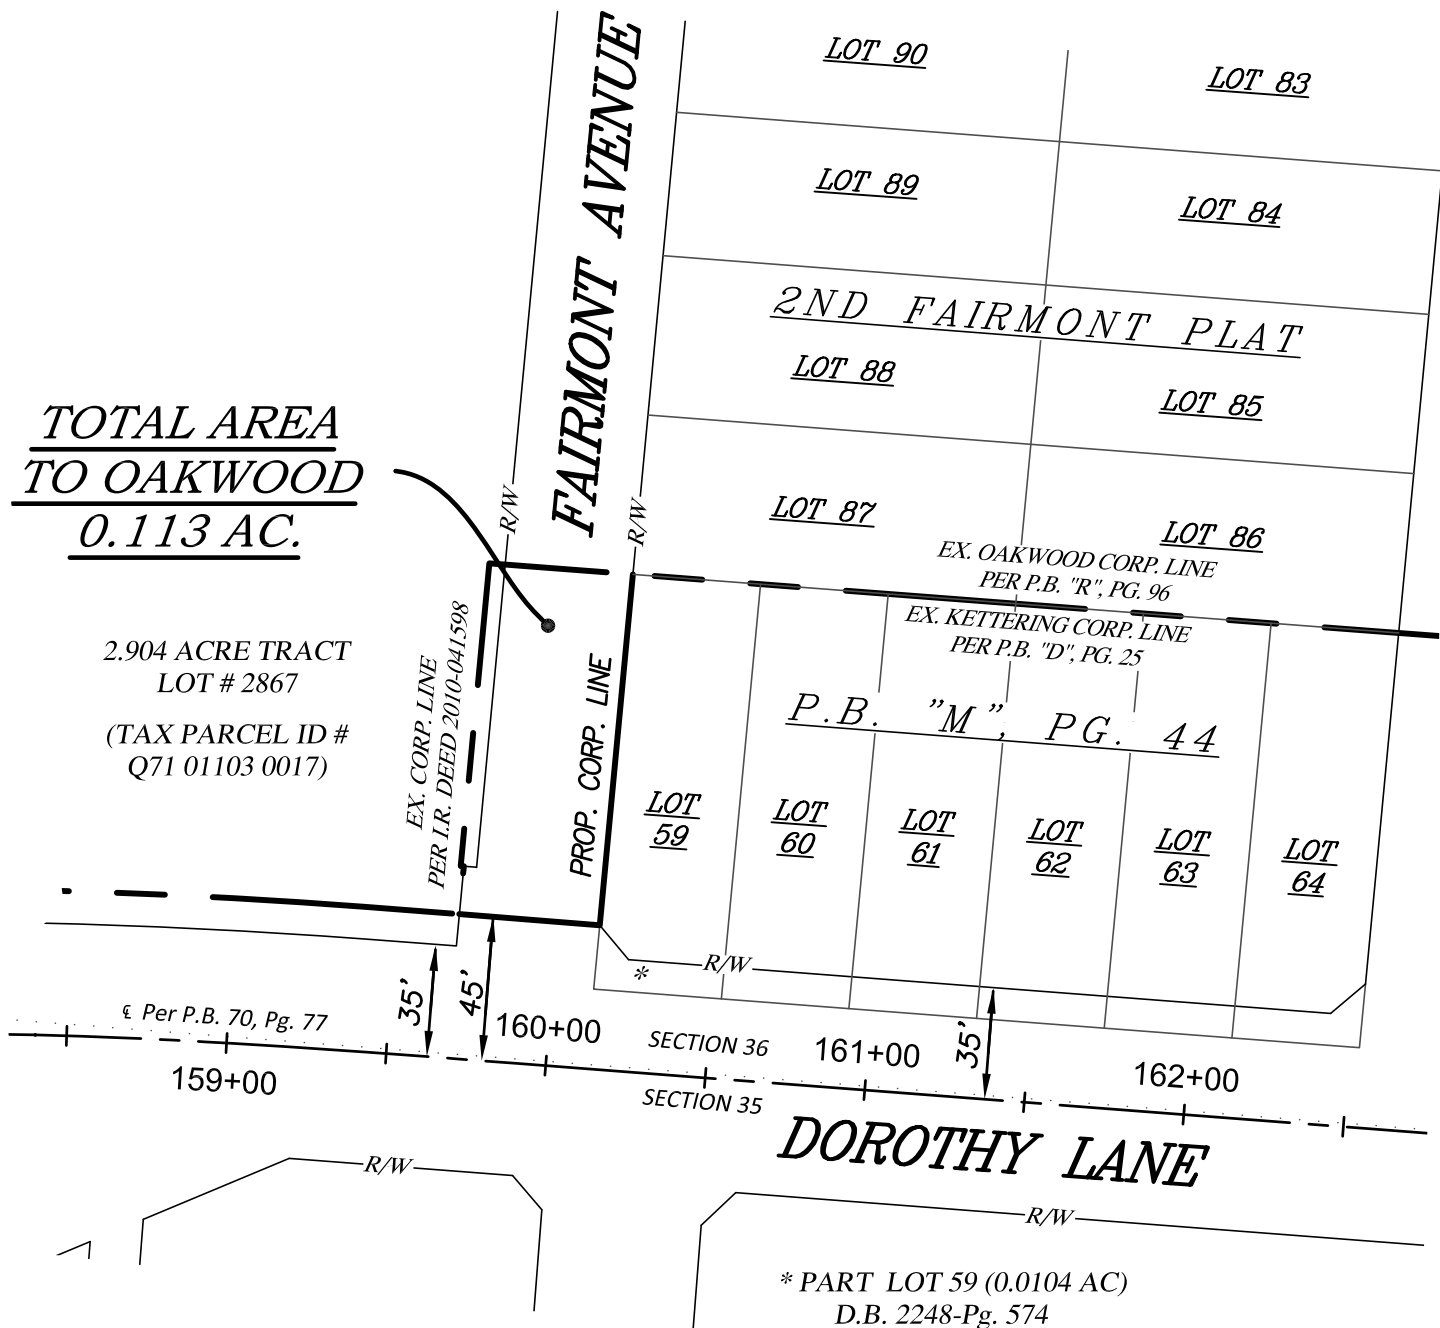 LOT 90
LOT 83
FAIRMONT AVENUE
LOT 89
LOT 84
2ND FAIRMONT PLAT
LOT 88
LOT 85
TOTAL AREA
TO OAKWOOD
0.113 AC.
R/W
R/W
LOT 87
LOT 86
EX. OAKWOOD CORP. LINE
PER P.B. "R", PG. 96
EX. KETTERING CORP. LINE
PER P.B. "D", PG. 25
2.904 ACRE TRACT
LOT # 2867
(TAX PARCEL ID #
Q71 01103 0017)
EX. CORP. LINE
PER I.R. DEED 2010-041598
PROP. CORP. LINE
P.B. "M", PG. 44
LOT
59
LOT
60
LOT
61
LOT
62
LOT
63
LOT
64
*
R/W
35'
45'
35'
℄ Per P.B. 70, Pg. 77
159+00
160+00
SECTION 36
SECTION 35
161+00
162+00
DOROTHY LANE
R/W
R/W
* PART LOT 59 (0.0104 AC)
D.B. 2248-Pg. 574